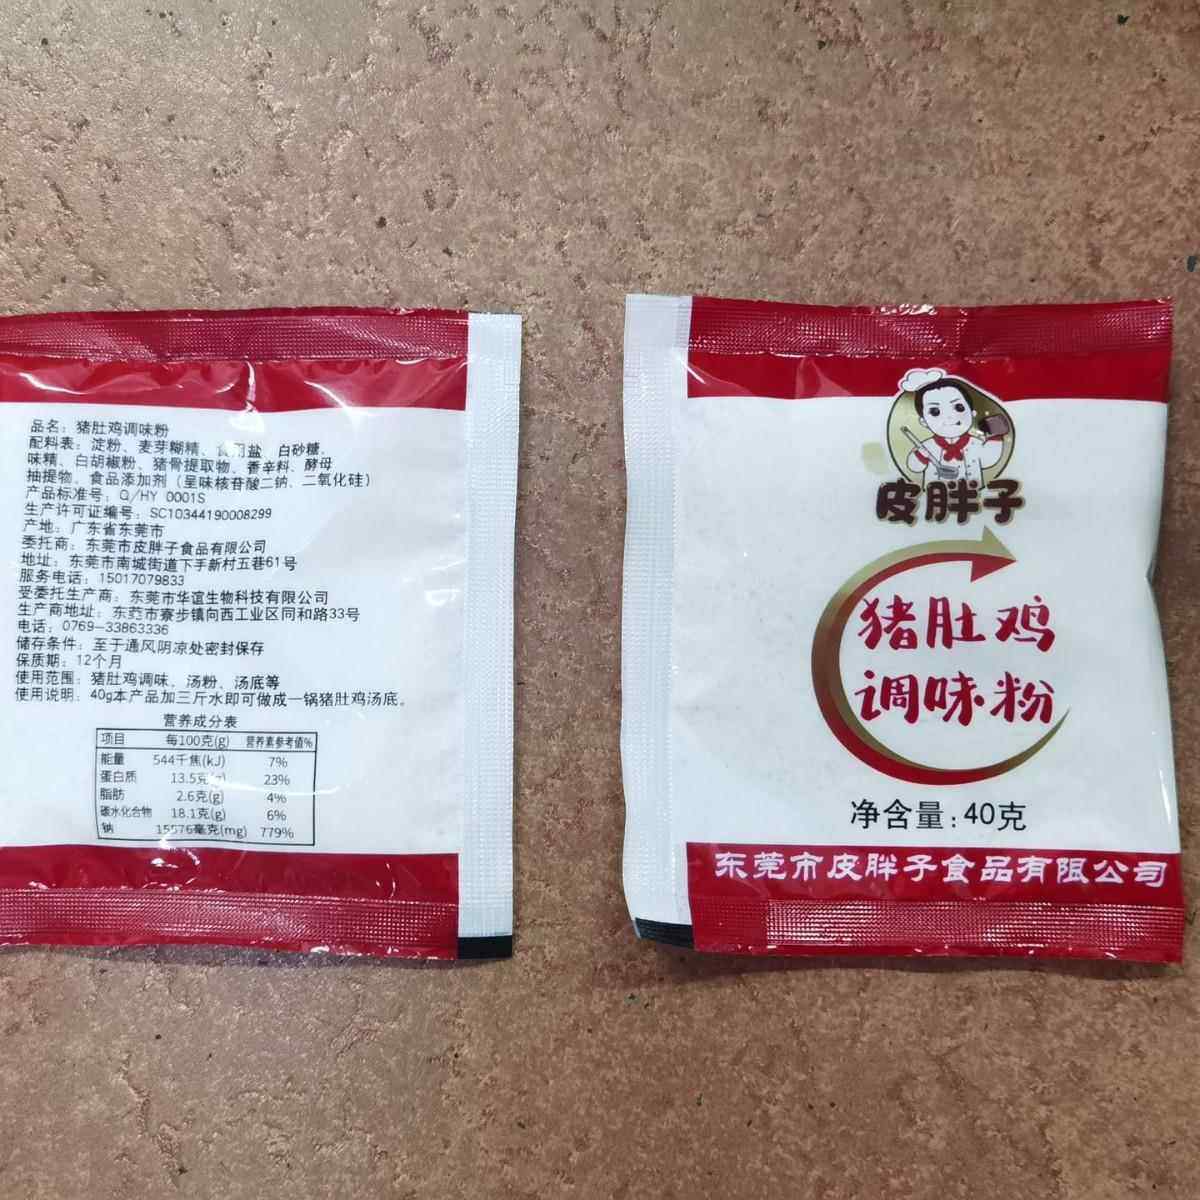 品名：猪肚鸡调味粉
配料表：淀粉、麦芽糊精、食用盐、白砂糖、
味精、白胡椒粉、猪骨提取物、香辛料、酵母
抽提物、食品添加剂（呈味核苷酸二钠、二氧化硅）
产品标准号：Q/HY 0001S
生产许可证编号：SC10344190008299
产地：广东省东莞市
委托商：东莞市皮胖子食品有限公司
地址：东莞市南城街道下手新村五巷61号
服务电话：15017079833
受委托生产商：东莞市华谊生物科技有限公司
生产商地址：东莞市寮步镇向西工业区同和路33号
电话：0769-33863336
储存条件：至于通风阴凉处密封保存
保质期：12个月
使用范围：猪肚鸡调味、汤粉、汤底等
使用说明：40g本产品加三斤水即可做成一锅猪肚鸡汤底。
营养成分表
项目 每100克(g) 营养素参考值%
能量 544千焦(kJ) 7%
蛋白质 13.5克(g) 23%
脂肪 2.6克(g) 4%
碳水化合物 18.1克(g) 6%
钠 15576毫克(mg) 779%
皮胖子
猪肚鸡
调味粉
净含量：40克
东莞市皮胖子食品有限公司